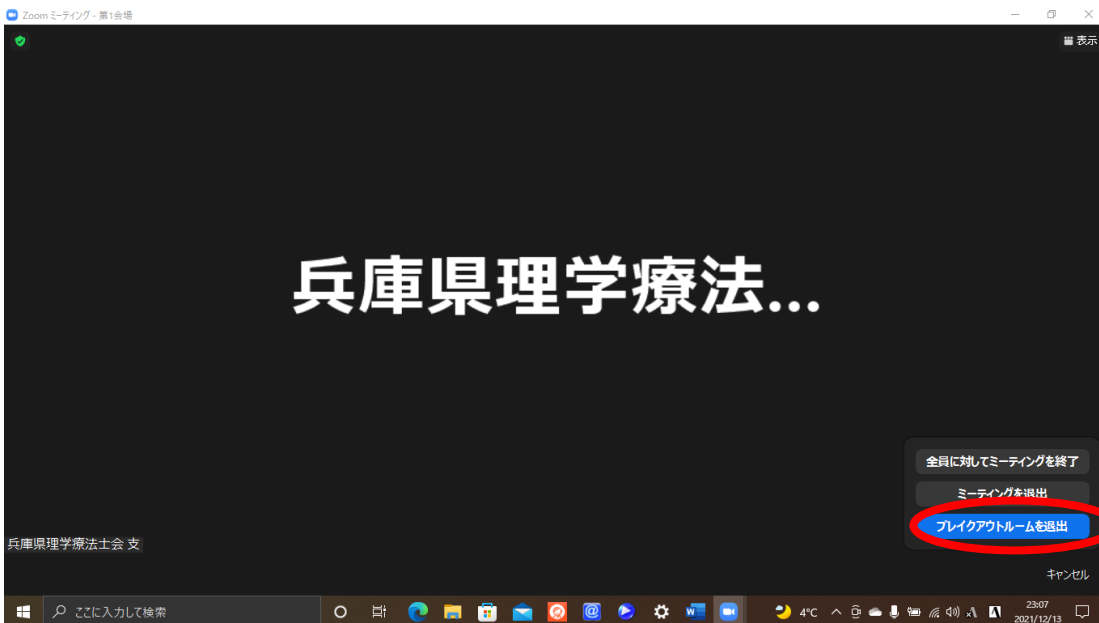 Zoom ミーティング - 第1会場
表示
兵庫県理学療法...
全員に対してミーティングを終了
ミーティングを退出
ブレイクアウトルームを退出
兵庫県理学療法士会 支
キャンセル
ここに入力して検索
4°C
23:07
2021/12/13